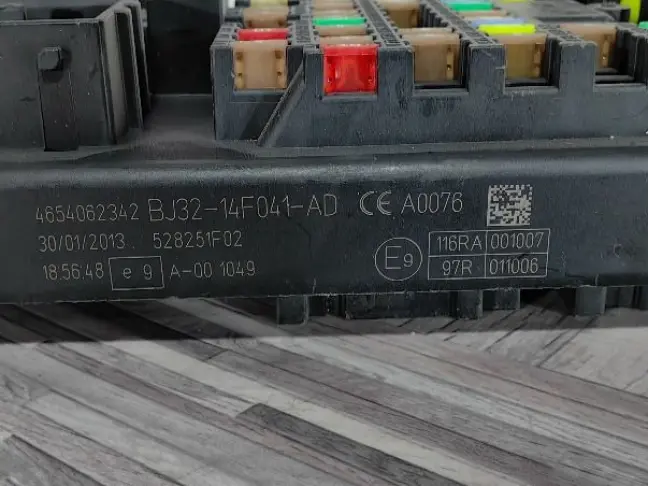 4654062342 BJ32-14F041-AD CE A0076
30/01/2013 528251F02
18:56:48 e 9 A-00 1049
E9
116RA 001007
97R 011006